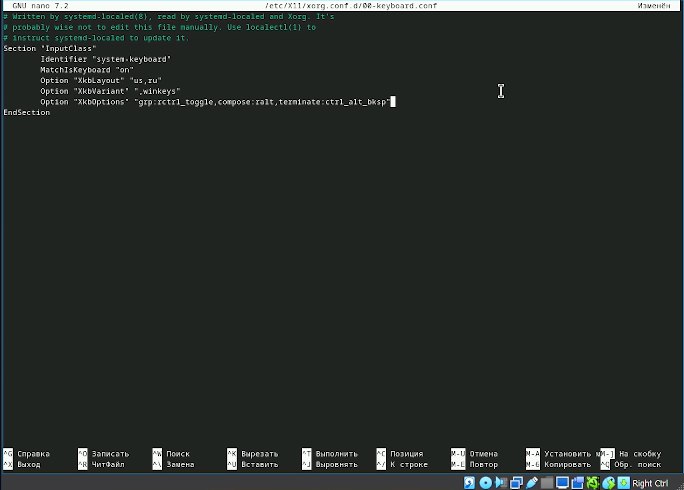 GNU nano 7.2 /etc/X11/xorg.conf.d/00-keyboard.conf Изменён
# Written by systemd-localed(8), read by systemd-localed and Xorg. It's
# probably wise not to edit this file manually. Use localectl(1) to
# instruct systemd-localed to update it.
Section "InputClass"
Identifier "system-keyboard"
MatchIsKeyboard "on"
Option "XkbLayout" "us,ru"
Option "XkbVariant" ",winkeys"
Option "XkbOptions" "grp:rctrl_toggle,compose:ralt,terminate:ctrl_alt_bksp"
EndSection
^G Справка ^O Записать ^W Поиск ^K Вырезать ^T Выполнить ^C Позиция M-U Отмена M-A Установить M-] На скобку
^X Выход ^R ЧитФайл ^\ Замена ^U Вставить ^J Выровнять ^/ К строке M-E Повтор M-6 Копировать ^Q Обр. поиск
Right Ctrl